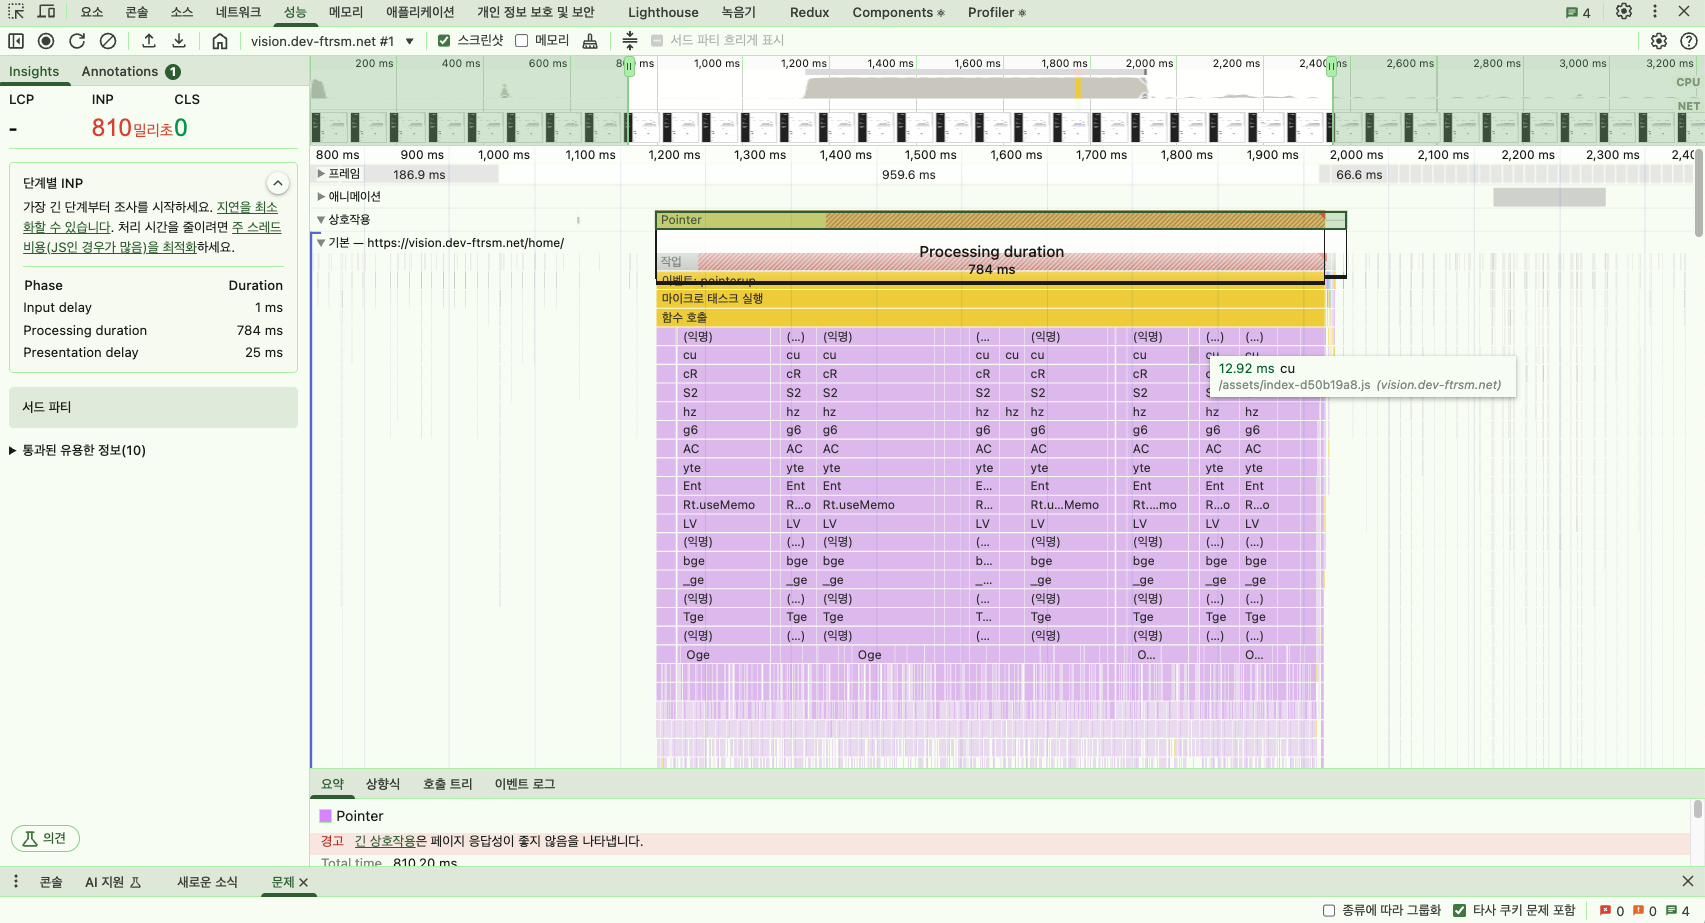 요소 콘솔 소스 네트워크 성능 메모리 애플리케이션 개인 정보 보호 및 보안 Lighthouse 녹음기 Redux Components Profiler 4
vision.dev-ftrsm.net #1 스크린샷 메모리 서드 파티 흐리게 표시
Insights Annotations 1
LCP INP CLS
- 810밀리초 0
단계별 INP
가장 긴 단계부터 조사를 시작하세요. 지연을 최소
화할 수 있습니다. 처리 시간을 줄이려면 주 스레드
비용(JS인 경우가 많음)을 최적화하세요.
Phase Duration
Input delay 1 ms
Processing duration 784 ms
Presentation delay 25 ms
서드 파티
통과된 유용한 정보(10)
의견
200 ms 400 ms 600 ms ms 1,000 ms 1,200 ms 1,400 ms 1,600 ms 1,800 ms 2,000 ms 2,200 ms 2,600 ms 2,800 ms 3,000 ms 3,200 ms
CPU
NET
800 ms 900 ms 1,000 ms 1,100 ms 1,200 ms 1,300 ms 1,400 ms 1,500 ms 1,600 ms 1,700 ms 1,800 ms 1,900 ms 2,000 ms 2,100 ms 2,200 ms 2,300 ms
프레임 186.9 ms 959.6 ms 66.6 ms
애니메이션
상호작용 Pointer
기본 — https://vision.dev-ftrsm.net/home/
Processing duration
784 ms
작업
이벤트: pointerup
마이크로 태스크 실행
함수 호출
(익명) (...) (익명) (... (익명) (익명) (...) (...)
cu cu cu cu cu cu cu cu cu
cR cR cR cR cR cR
S2 S2 S2 S2 S2 S2
hz hz hz hz hz hz hz hz hz
g6 g6 g6 g6 g6 g6 g6 g6
AC AC AC AC AC AC AC AC
yte yte yte yte yte yte yte yte
Ent Ent Ent E... Ent Ent Ent Ent
Rt.useMemo R...o Rt.useMemo R... Rt.u...Memo Rt....mo R...o R...o
LV LV LV LV LV LV LV LV
(익명) (...) (익명) (... (익명) (익명) (...) (...)
bge bge bge b... bge bge bge bge
_ge _ge _ge _... _ge _ge _ge _ge
(익명) (...) (익명) (... (익명) (익명) (...) (...)
Tge Tge Tge T... Tge Tge Tge Tge
(익명) (...) (익명) (... (익명) (익명) (...) (...)
Oge Oge O... O...
12.92 ms cu
/assets/index-d50b19a8.js (vision.dev-ftrsm.net)
요약 상향식 호출 트리 이벤트 로그
Pointer
경고 긴 상호작용은 페이지 응답성이 좋지 않음을 나타냅니다.
Total time 810.20 ms
콘솔 AI 지원 새로운 소식 문제
종류에 따라 그룹화 타사 쿠키 문제 포함 0 0 4